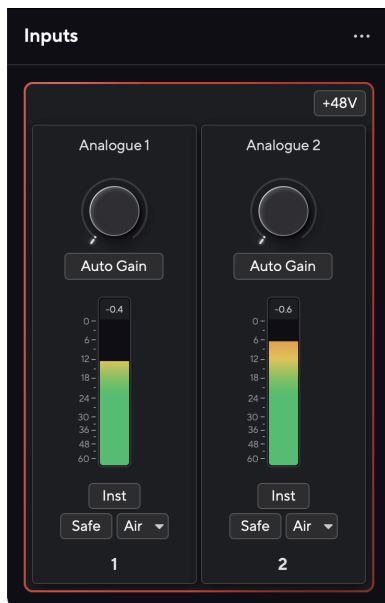 Inputs
...
+48V
Analogue 1 Analogue 2
Auto Gain Auto Gain
-0.4 -0.6
0 0
6 6
12 12
18 18
24 24
30 30
36 36
48 48
60 60
Inst Inst
Safe Air Safe Air
1 2